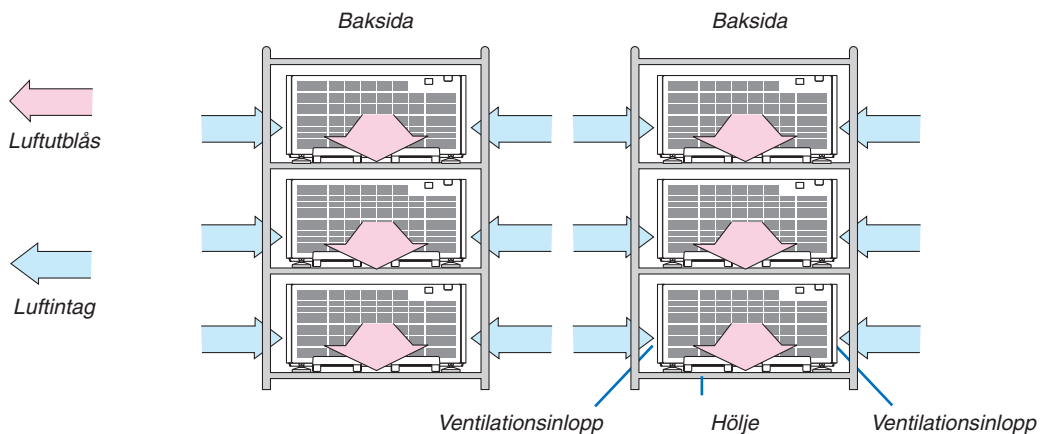 Baksida
Baksida
Luftutblås
Luftintag
Ventilationsinlopp
Hölje
Ventilationsinlopp